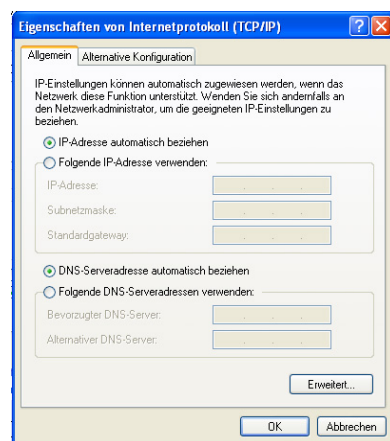 Eigenschaften von Internetprotokoll (TCP/IP)
Allgemein Alternative Konfiguration
IP-Einstellungen können automatisch zugewiesen werden, wenn das
Netzwerk diese Funktion unterstützt. Wenden Sie sich andernfalls an
den Netzwerkadministrator, um die geeigneten IP-Einstellungen zu
beziehen.
IP-Adresse automatisch beziehen
Folgende IP-Adresse verwenden:
IP-Adresse:
Subnetzmaske:
Standardgateway:
DNS-Serveradresse automatisch beziehen
Folgende DNS-Serveradressen verwenden:
Bevorzugter DNS-Server:
Alternativer DNS-Server:
Erweitert...
OK Abbrechen